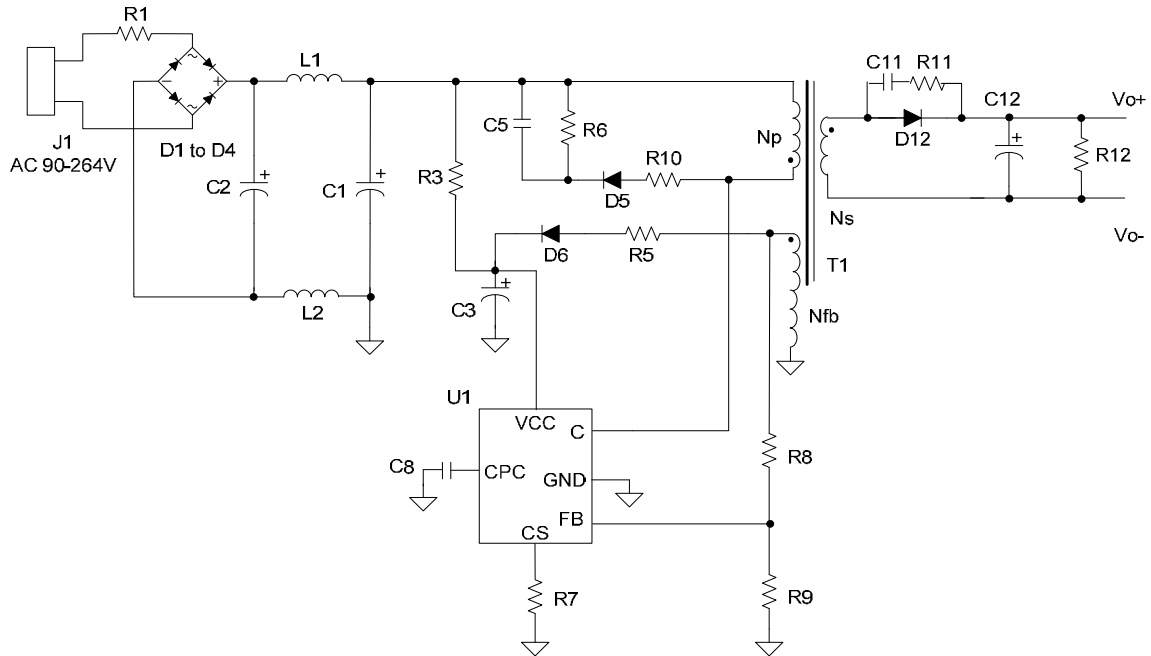 R1
J1
AC 90-264V
D1 to D4
~
-
+
~
L1
C2
+
C1
+
L2
R3
C5
R6
R10
D5
D6
R5
C3
+
Np
Ns
T1
Nfb
C11
R11
D12
C12
+
R12
Vo+
Vo-
U1
VCC
C
CPC
GND
FB
CS
C8
R7
R8
R9